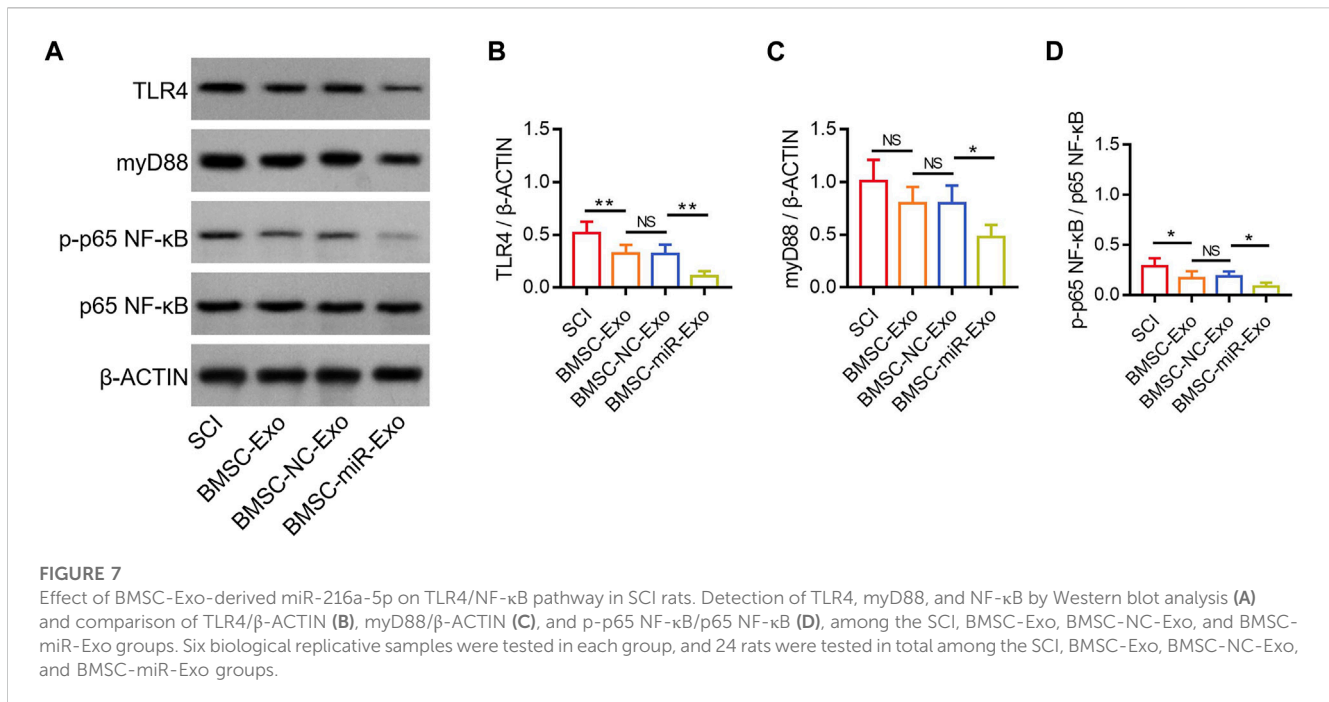 A
TLR4
myD88
p-p65 NF-κB
p65 NF-κB
β-ACTIN
SCI
BMSC-Exo
BMSC-NC-Exo
BMSC-miR-Exo
B
TLR4 / β-ACTIN
1.5
1.0
0.5
0.0
**
NS
**
SCI
BMSC-Exo
BMSC-NC-Exo
BMSC-miR-Exo
C
myD88 / β-ACTIN
1.5
1.0
0.5
0.0
NS
NS
*
SCI
BMSC-Exo
BMSC-NC-Exo
BMSC-miR-Exo
D
p-p65 NF-κB / p65 NF-κB
1.5
1.0
0.5
0.0
*
NS
*
SCI
BMSC-Exo
BMSC-NC-Exo
BMSC-miR-Exo
FIGURE 7
Effect of BMSC-Exo-derived miR-216a-5p on TLR4/NF-κB pathway in SCI rats. Detection of TLR4, myD88, and NF-κB by Western blot analysis (A)
and comparison of TLR4/β-ACTIN (B), myD88/β-ACTIN (C), and p-p65 NF-κB/p65 NF-κB (D), among the SCI, BMSC-Exo, BMSC-NC-Exo, and BMSC-
miR-Exo groups. Six biological replicative samples were tested in each group, and 24 rats were tested in total among the SCI, BMSC-Exo, BMSC-NC-Exo,
and BMSC-miR-Exo groups.